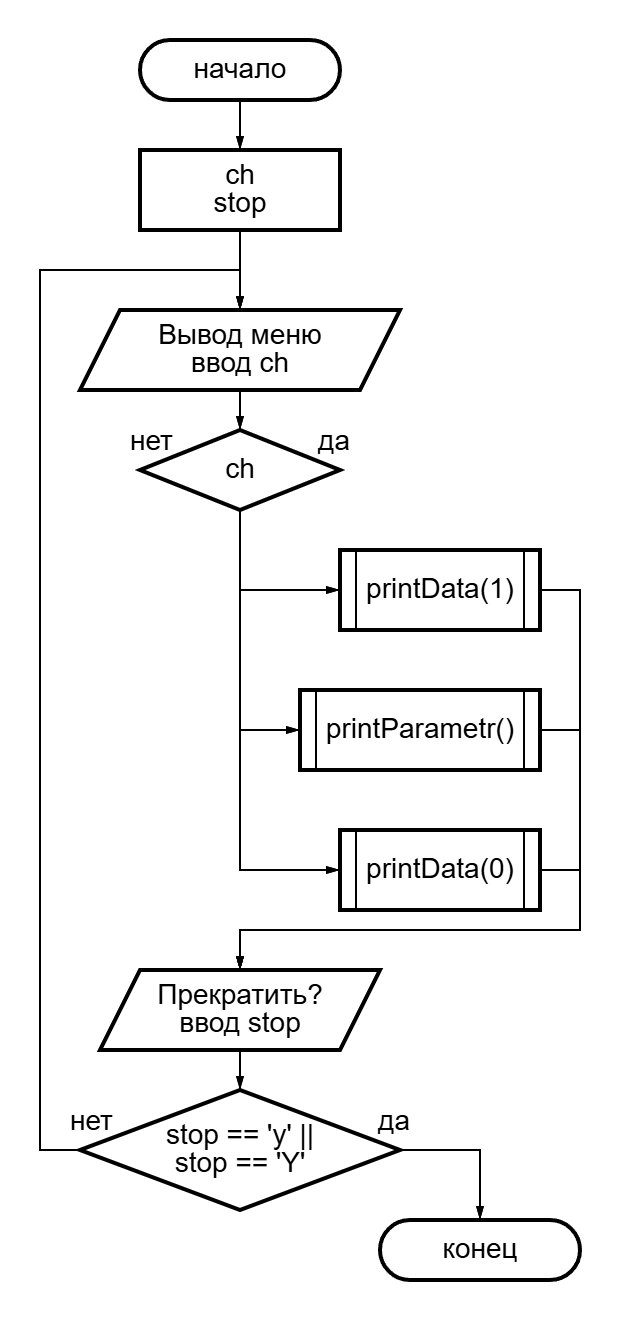 начало
ch
stop
Вывод меню
ввод ch
нет
да
ch
printData(1)
printParametr()
printData(0)
Прекратить?
ввод stop
нет
да
stop == 'y' ||
stop == 'Y'
конец